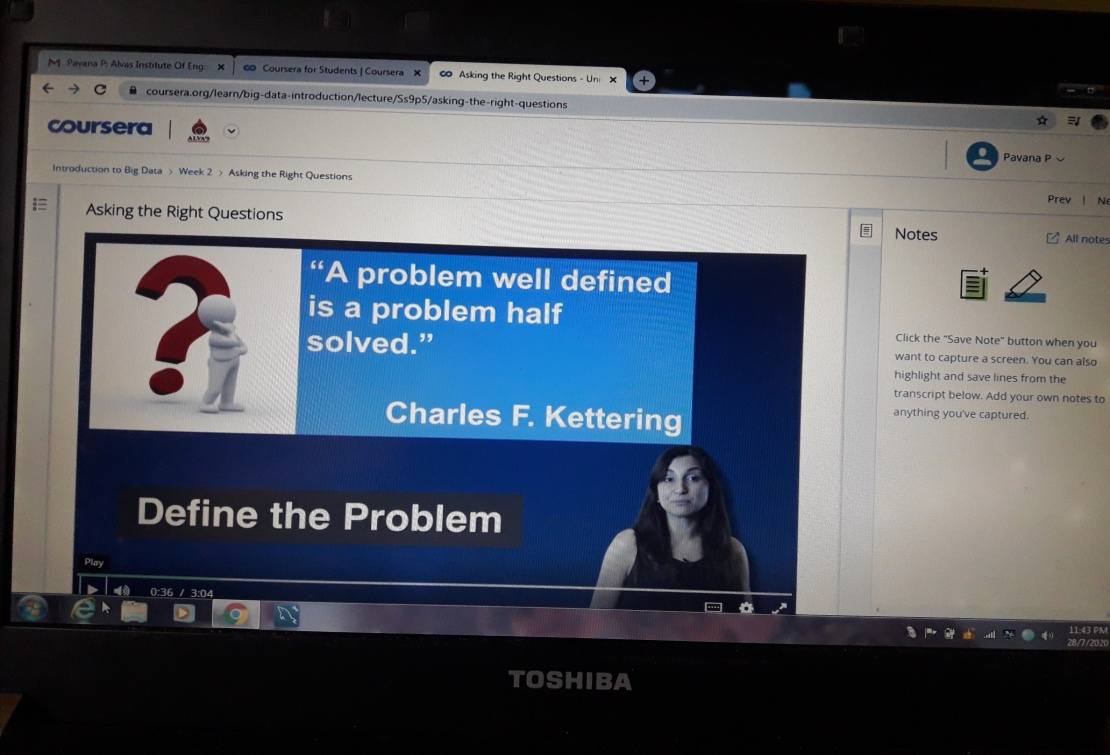 Pavana P: Alvas Institute Of Eng
Coursera for Students | Coursera
Asking the Right Questions - Uni
coursera.org/learn/big-data-introduction/lecture/Ss9p5/asking-the-right-questions
coursera
ALVA'S
Pavana P
Introduction to Big Data > Week 2 > Asking the Right Questions
Prev | Ne
Asking the Right Questions
Notes
All notes
“A problem well defined
is a problem half
solved.”
Charles F. Kettering
Click the "Save Note" button when you
want to capture a screen. You can also
highlight and save lines from the
transcript below. Add your own notes to
anything you've captured.
Define the Problem
Play
0:36 / 3:04
11:43 PM
28/7/2020
TOSHIBA